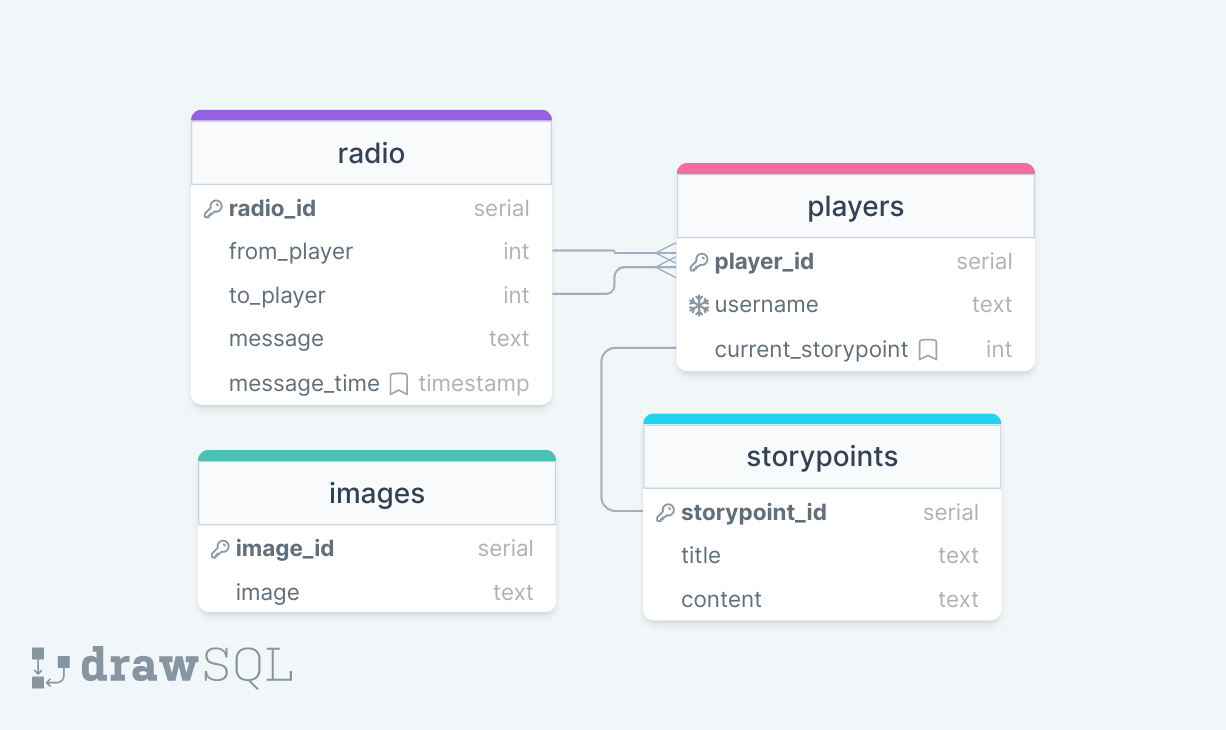 radio
radio_id serial
from_player int
to_player int
message text
message_time timestamp
players
player_id serial
username text
current_storypoint int
images
image_id serial
image text
storypoints
storypoint_id serial
title text
content text
drawSQL